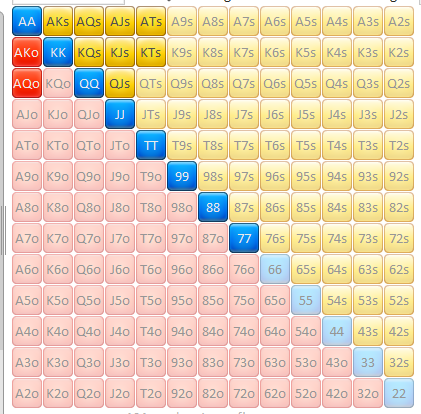 AA AKs AQs AJs ATs A9s A8s A7s A6s A5s A4s A3s A2s
AKo KK KQs KJs KTs K9s K8s K7s K6s K5s K4s K3s K2s
AQo KQo QQ QJs QTs Q9s Q8s Q7s Q6s Q5s Q4s Q3s Q2s
AJo KJo QJo JJ JTs J9s J8s J7s J6s J5s J4s J3s J2s
ATo KTo QTo JTo TT T9s T8s T7s T6s T5s T4s T3s T2s
A9o K9o Q9o J9o T9o 99 98s 97s 96s 95s 94s 93s 92s
A8o K8o Q8o J8o T8o 98o 88 87s 86s 85s 84s 83s 82s
A7o K7o Q7o J7o T7o 97o 87o 77 76s 75s 74s 73s 72s
A6o K6o Q6o J6o T6o 96o 86o 76o 66 65s 64s 63s 62s
A5o K5o Q5o J5o T5o 95o 85o 75o 65o 55 54s 53s 52s
A4o K4o Q4o J4o T4o 94o 84o 74o 64o 54o 44 43s 42s
A3o K3o Q3o J3o T3o 93o 83o 73o 63o 53o 43o 33 32s
A2o K2o Q2o J2o T2o 92o 82o 72o 62o 52o 42o 32o 22